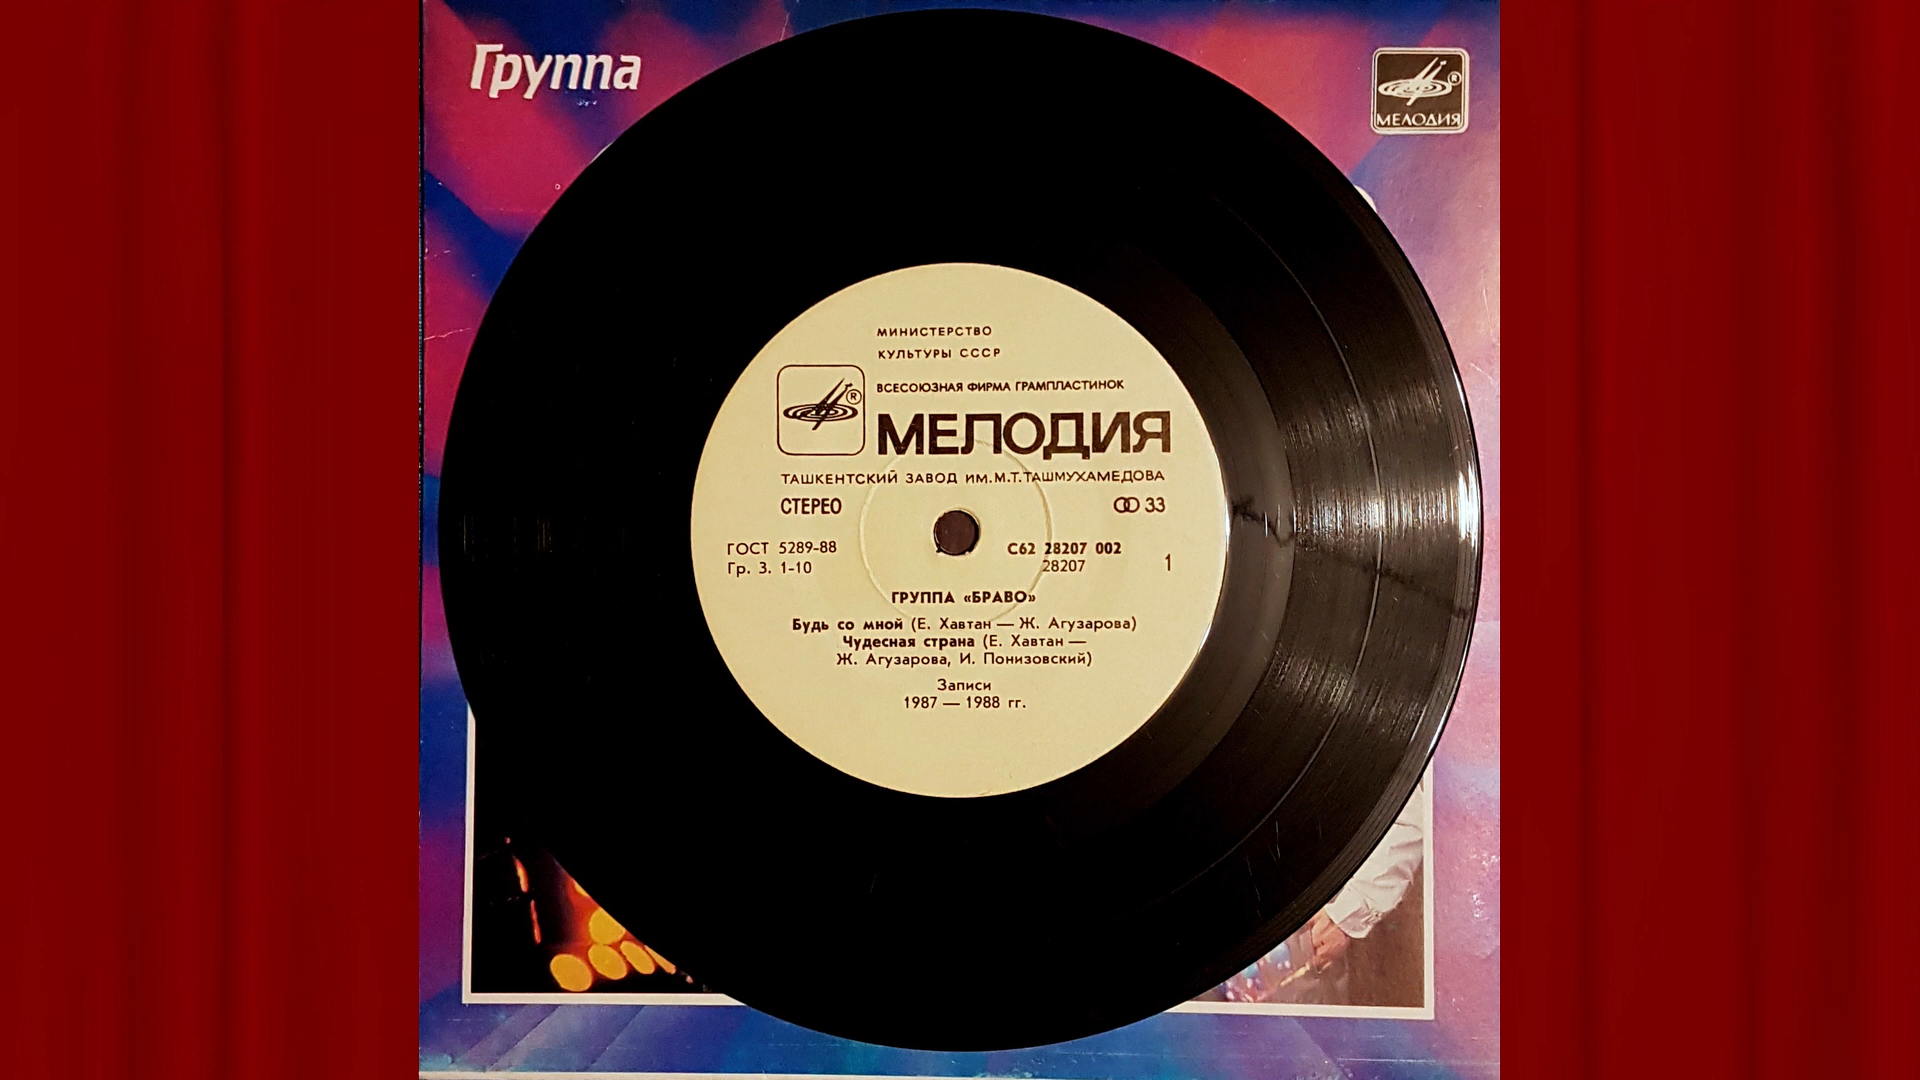 Группа
МЕЛОДИЯ
МИНИСТЕРСТВО
КУЛЬТУРЫ СССР
ВСЕСОЮЗНАЯ ФИРМА ГРАМПЛАСТИНОК
МЕЛОДИЯ
ТАШКЕНТСКИЙ ЗАВОД ИМ.М.Т.ТАШМУХАМЕДОВА
СТЕРЕО 33
ГОСТ 5289-88 С62 28207 002
Гр. 3. 1-10 28207 1
ГРУППА «БРАВО»
Будь со мной (Е. Хавтан — Ж. Агузарова)
Чудесная страна (Е. Хавтан —
Ж. Агузарова, И. Понизовский)
Записи
1987 — 1988 гг.